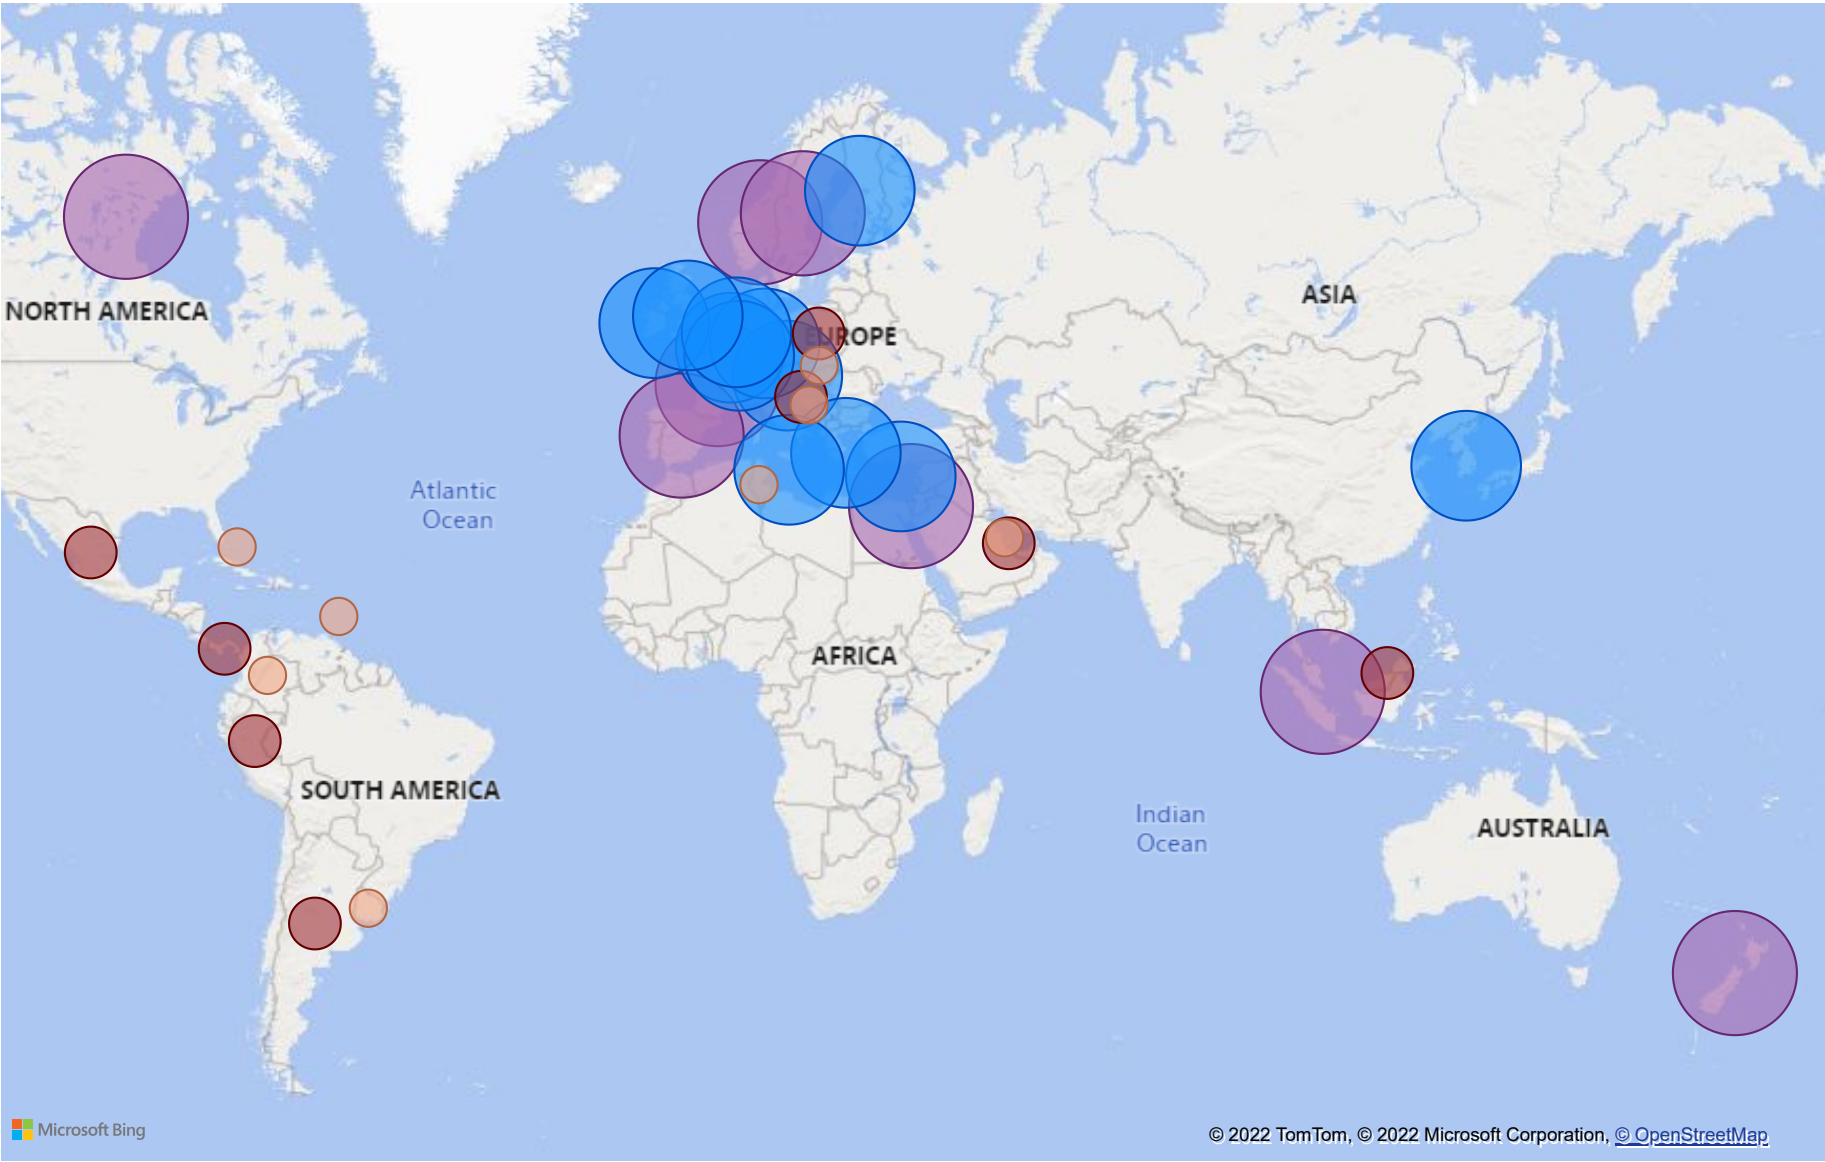 EUROPE
ASIA
NORTH AMERICA
Atlantic
Ocean
AFRICA
SOUTH AMERICA
Indian
Ocean
AUSTRALIA
Microsoft Bing
© 2022 TomTom, © 2022 Microsoft Corporation, © OpenStreetMap